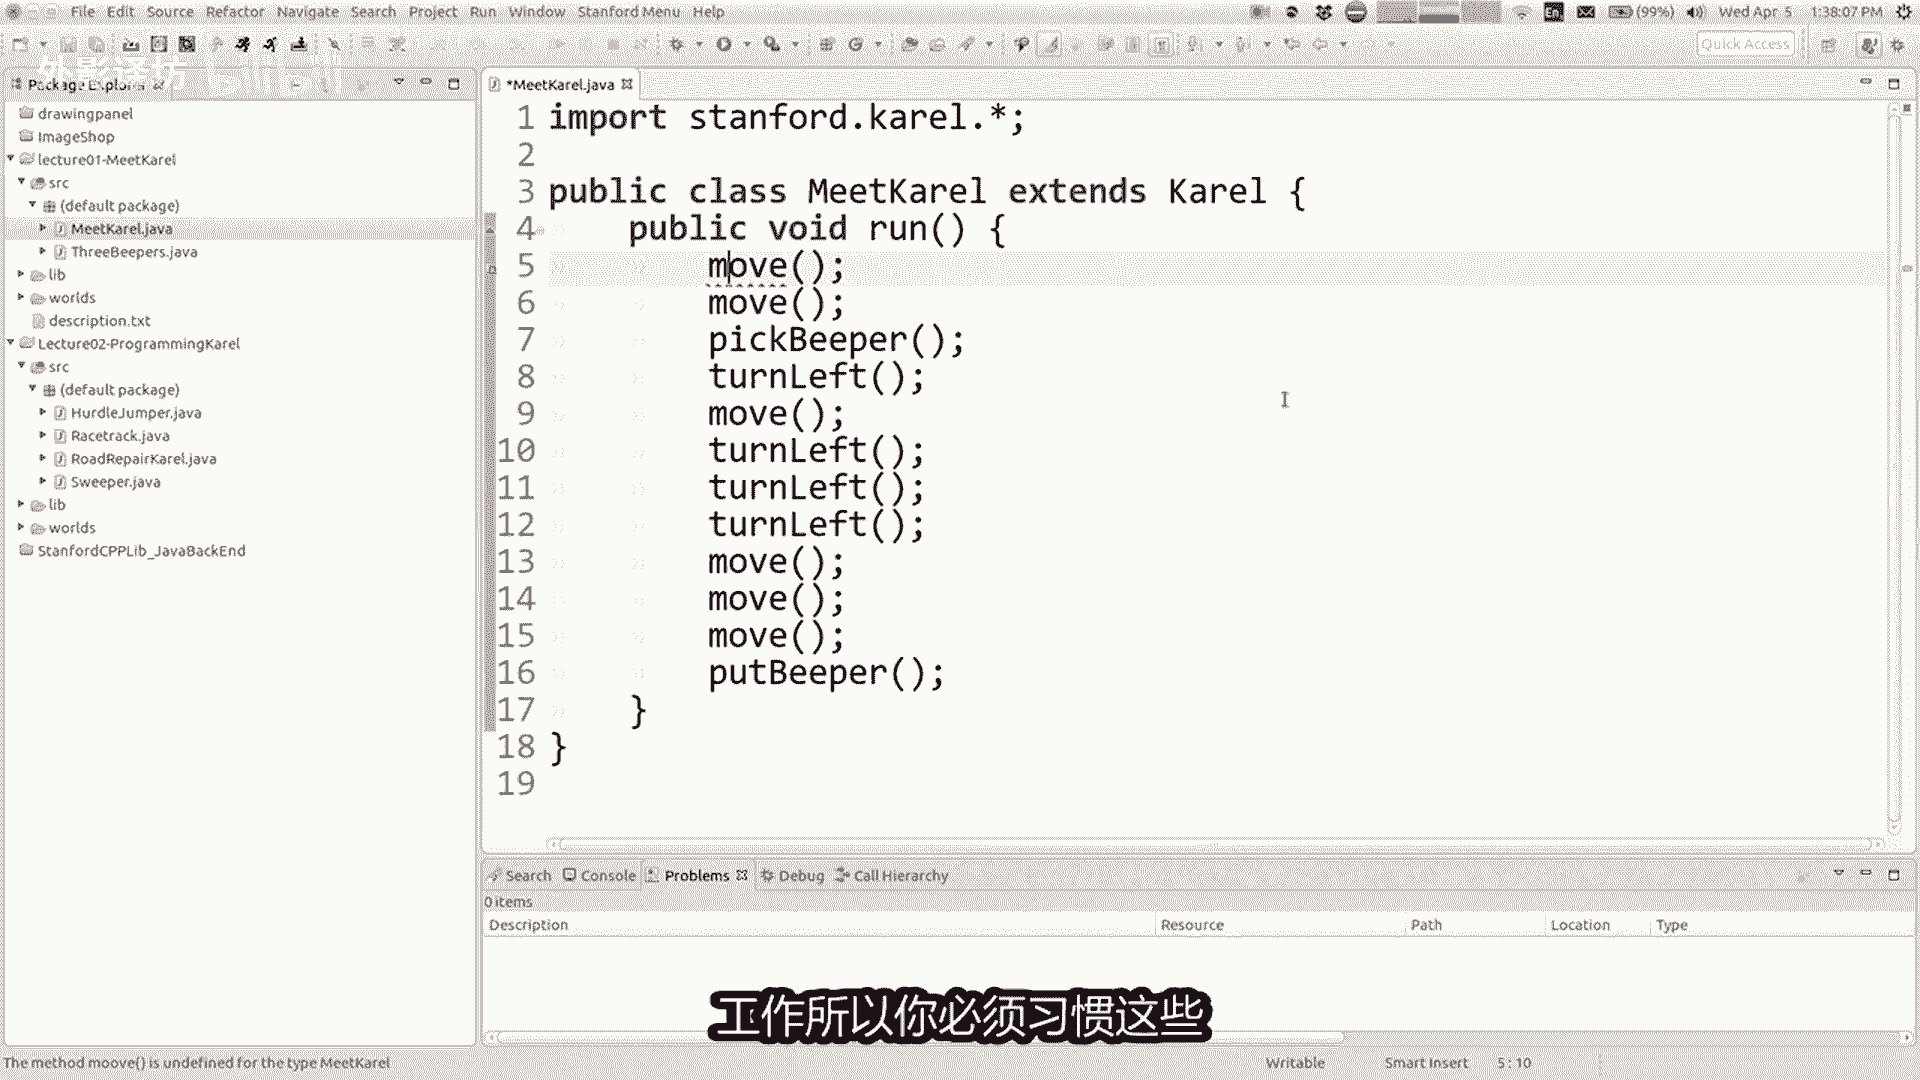 File Edit Source Refactor Navigate Search Project Run Window Stanford Menu Help
En (99%) Wed Apr 5 1:38:07 PM
Quick Access
外影译坊 bilibili
Package Explorer
drawingpanel
ImageShop
lecture01-MeetKarel
src
(default package)
MeetKarel.java
ThreeBeepers.java
lib
worlds
description.txt
Lecture02-ProgrammingKarel
src
(default package)
HurdleJumper.java
Racetrack.java
RoadRepairKarel.java
Sweeper.java
lib
worlds
StanfordCPPLib_JavaBackEnd
*MeetKarel.java
1 import stanford.karel.*;
2
3 public class MeetKarel extends Karel {
4 public void run() {
5 move();
6 move();
7 pickBeeper();
8 turnLeft();
9 move();
10 turnLeft();
11 turnLeft();
12 turnLeft();
13 move();
14 move();
15 move();
16 putBeeper();
17 }
18 }
19
Search Console Problems Debug Call Hierarchy
0 items
Description Resource Path Location Type
工作所以你必须习惯这些
The method moove() is undefined for the type MeetKarel Writable Smart Insert 5 : 10